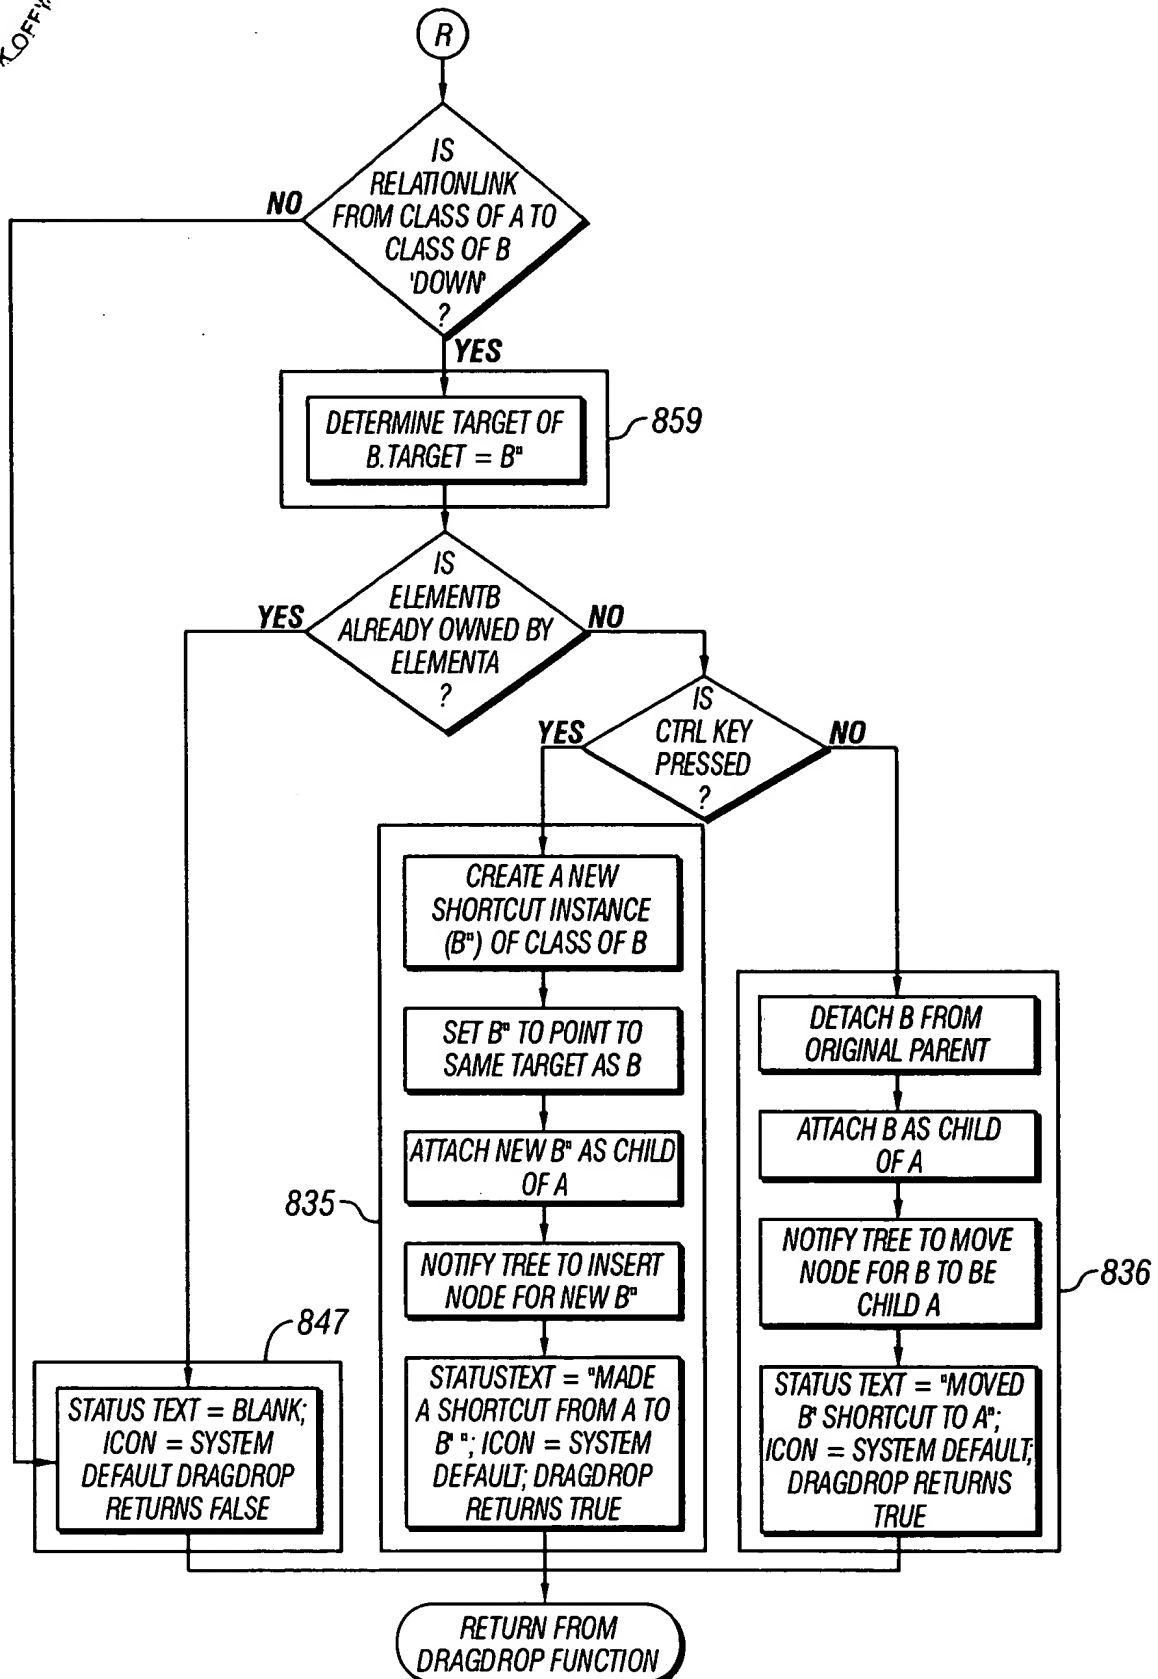 R
IS
RELATIONLINK
FROM CLASS OF A TO
CLASS OF B
'DOWN'
?
NO
YES
DETERMINE TARGET OF
B.TARGET = B"
859
IS
ELEMENTB
ALREADY OWNED BY
ELEMENTA
?
YES
NO
IS
CTRL KEY
PRESSED
?
YES
NO
CREATE A NEW
SHORTCUT INSTANCE
(B") OF CLASS OF B
SET B" TO POINT TO
SAME TARGET AS B
ATTACH NEW B" AS CHILD
OF A
NOTIFY TREE TO INSERT
NODE FOR NEW B"
STATUSTEXT = "MADE
A SHORTCUT FROM A TO
B' "; ICON = SYSTEM
DEFAULT; DRAGDROP
RETURNS TRUE
835
DETACH B FROM
ORIGINAL PARENT
ATTACH B AS CHILD
OF A
NOTIFY TREE TO MOVE
NODE FOR B TO BE
CHILD A
STATUS TEXT = "MOVED
B' SHORTCUT TO A";
ICON = SYSTEM DEFAULT;
DRAGDROP RETURNS
TRUE
836
847
STATUS TEXT = BLANK;
ICON = SYSTEM
DEFAULT DRAGDROP
RETURNS FALSE
RETURN FROM
DRAGDROP FUNCTION